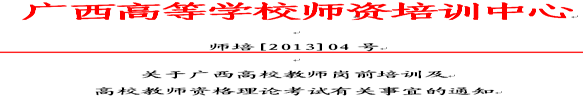 广西高等学校师资培训中心
师培[2013]04 号
关于广西高校教师岗前培训及
高校教师资格理论考试有关事宜的通知